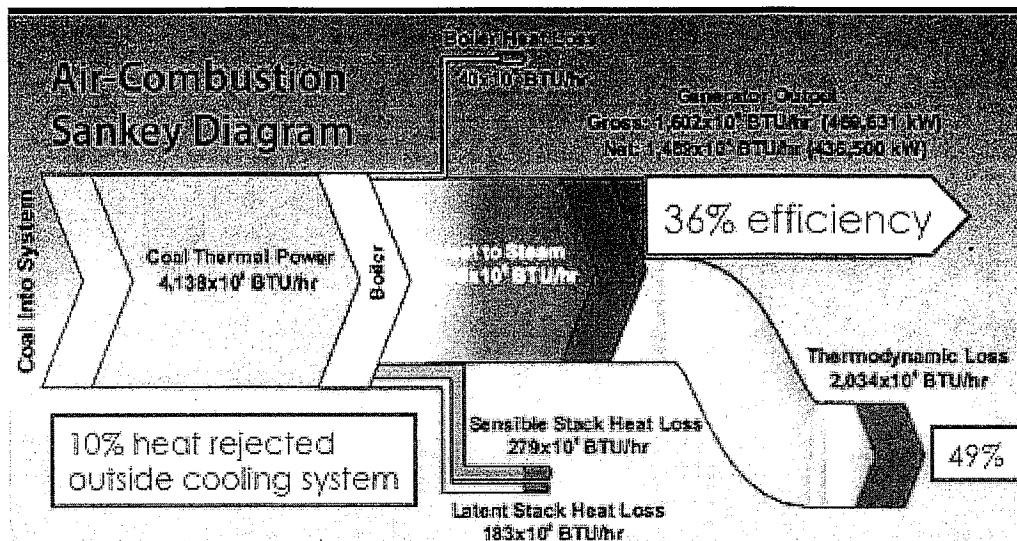 Boiler Heat Loss
40x10⁶ BTU/hr
Air-Combustion
Sankey Diagram
Generator Output
Gross: 1,602x10⁶ BTU/hr (469,631 kW)
Net: 1,489x10⁶ BTU/hr (436,500 kW)
Coal Into System
Coal Thermal Power
4,138x10⁶ BTU/hr
Boiler
to Steam
BTU/hr
36% efficiency
Thermodynamic Loss
2,034x10⁶ BTU/hr
49%
10% heat rejected
outside cooling system
Sensible Stack Heat Loss
279x10⁶ BTU/hr
Latent Stack Heat Loss
183x10⁶ BTU/hr